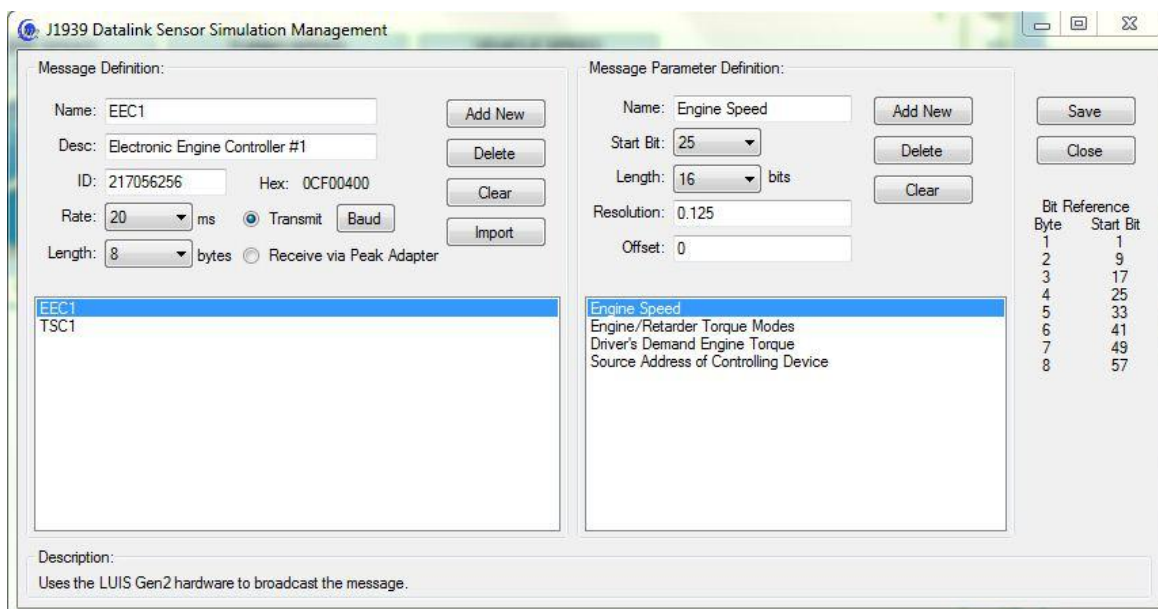 J1939 Datalink Sensor Simulation Management
Message Definition:
Name: EEC1
Add New
Desc: Electronic Engine Controller #1
Delete
ID: 217056256 Hex: 0CF00400
Clear
Rate: 20 ms Transmit Baud
Import
Length: 8 bytes Receive via Peak Adapter
EEC1
TSC1
Message Parameter Definition:
Name: Engine Speed
Add New
Start Bit: 25
Delete
Length: 16 bits
Clear
Resolution: 0.125
Offset: 0
Engine Speed
Engine/Retarder Torque Modes
Driver's Demand Engine Torque
Source Address of Controlling Device
Save
Close
Bit Reference
Byte Start Bit
1 1
2 9
3 17
4 25
5 33
6 41
7 49
8 57
Description:
Uses the LUIS Gen2 hardware to broadcast the message.